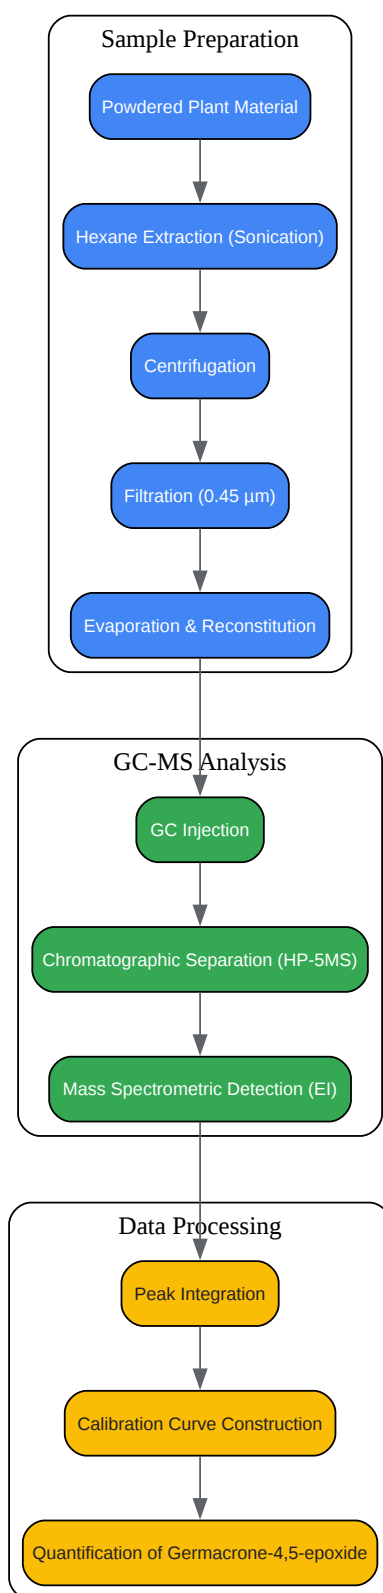 Sample Preparation
Powdered Plant Material
Hexane Extraction (Sonication)
Centrifugation
Filtration (0.45 µm)
Evaporation & Reconstitution
GC-MS Analysis
GC Injection
Chromatographic Separation (HP-5MS)
Mass Spectrometric Detection (EI)
Data Processing
Peak Integration
Calibration Curve Construction
Quantification of Germacrone-4,5-epoxide